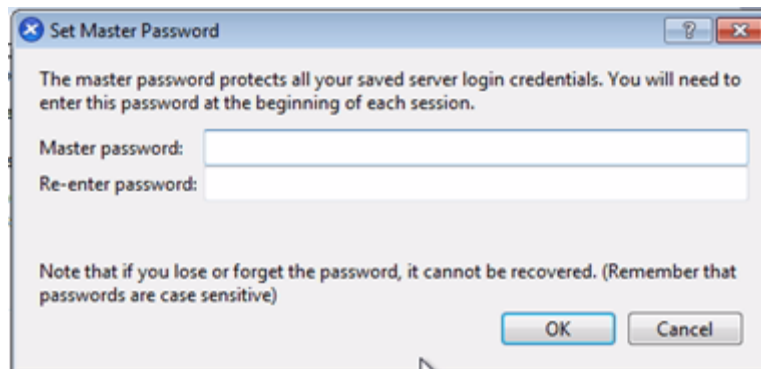 Set Master Password
The master password protects all your saved server login credentials. You will need to
enter this password at the beginning of each session.
Master password:
Re-enter password:
Note that if you lose or forget the password, it cannot be recovered. (Remember that
passwords are case sensitive)
OK Cancel